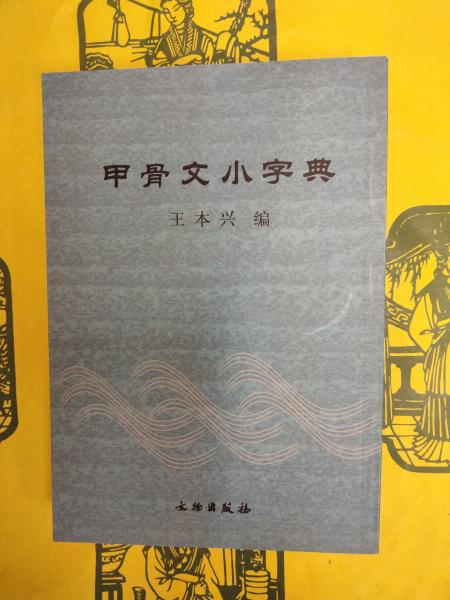 甲骨文小字典
王本兴 编
文物出版社